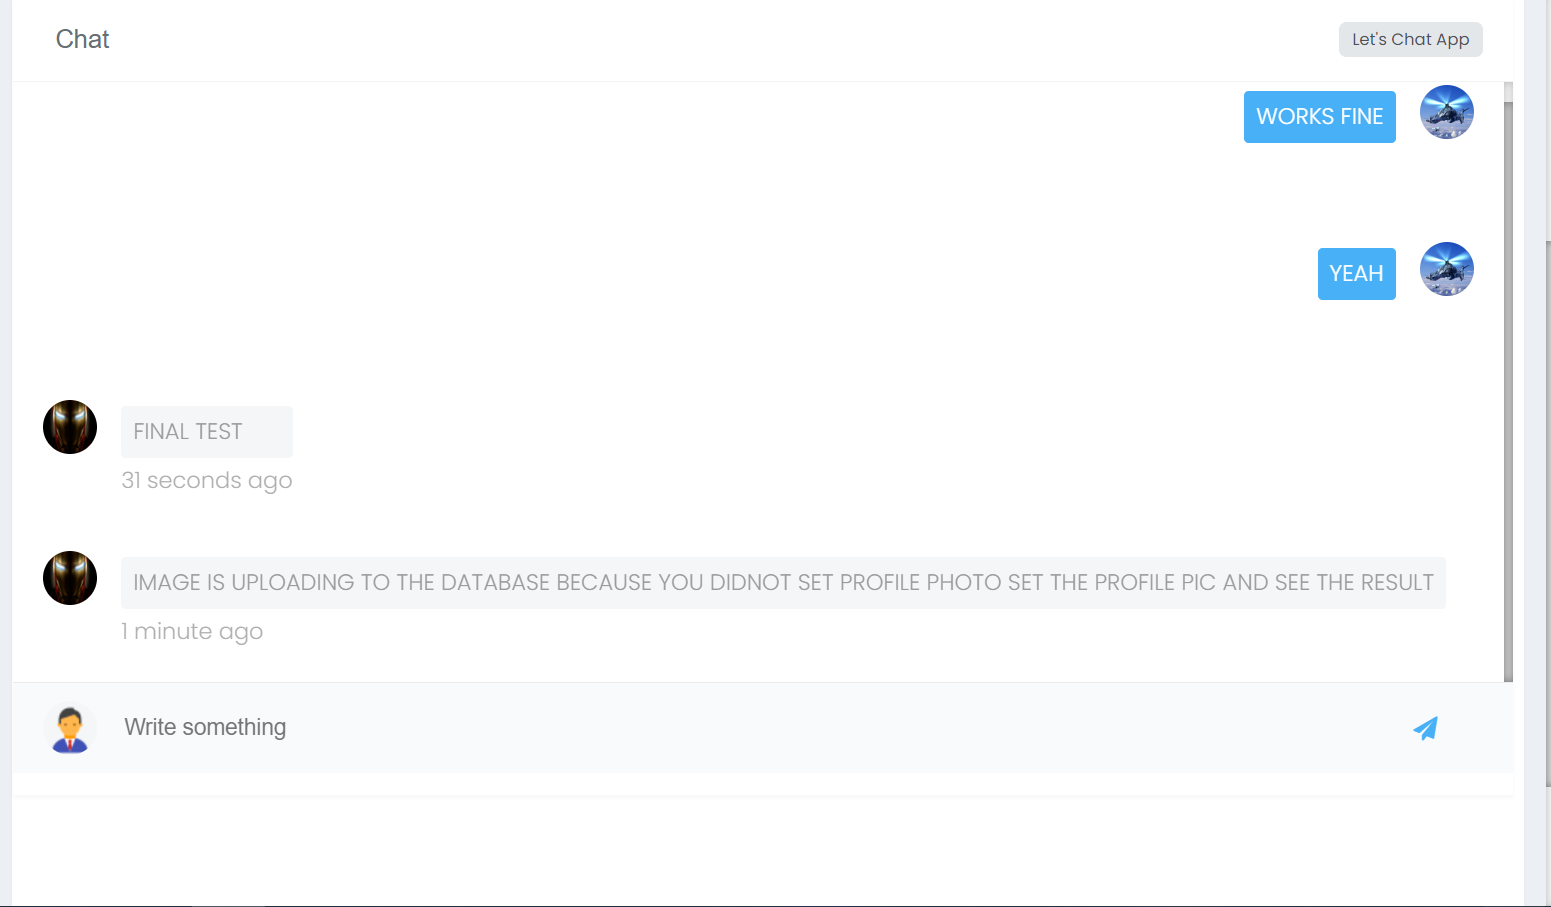 Chat
Let's Chat App
WORKS FINE
YEAH
FINAL TEST
31 seconds ago
IMAGE IS UPLOADING TO THE DATABASE BECAUSE YOU DIDNOT SET PROFILE PHOTO SET THE PROFILE PIC AND SEE THE RESULT
1 minute ago
Write something